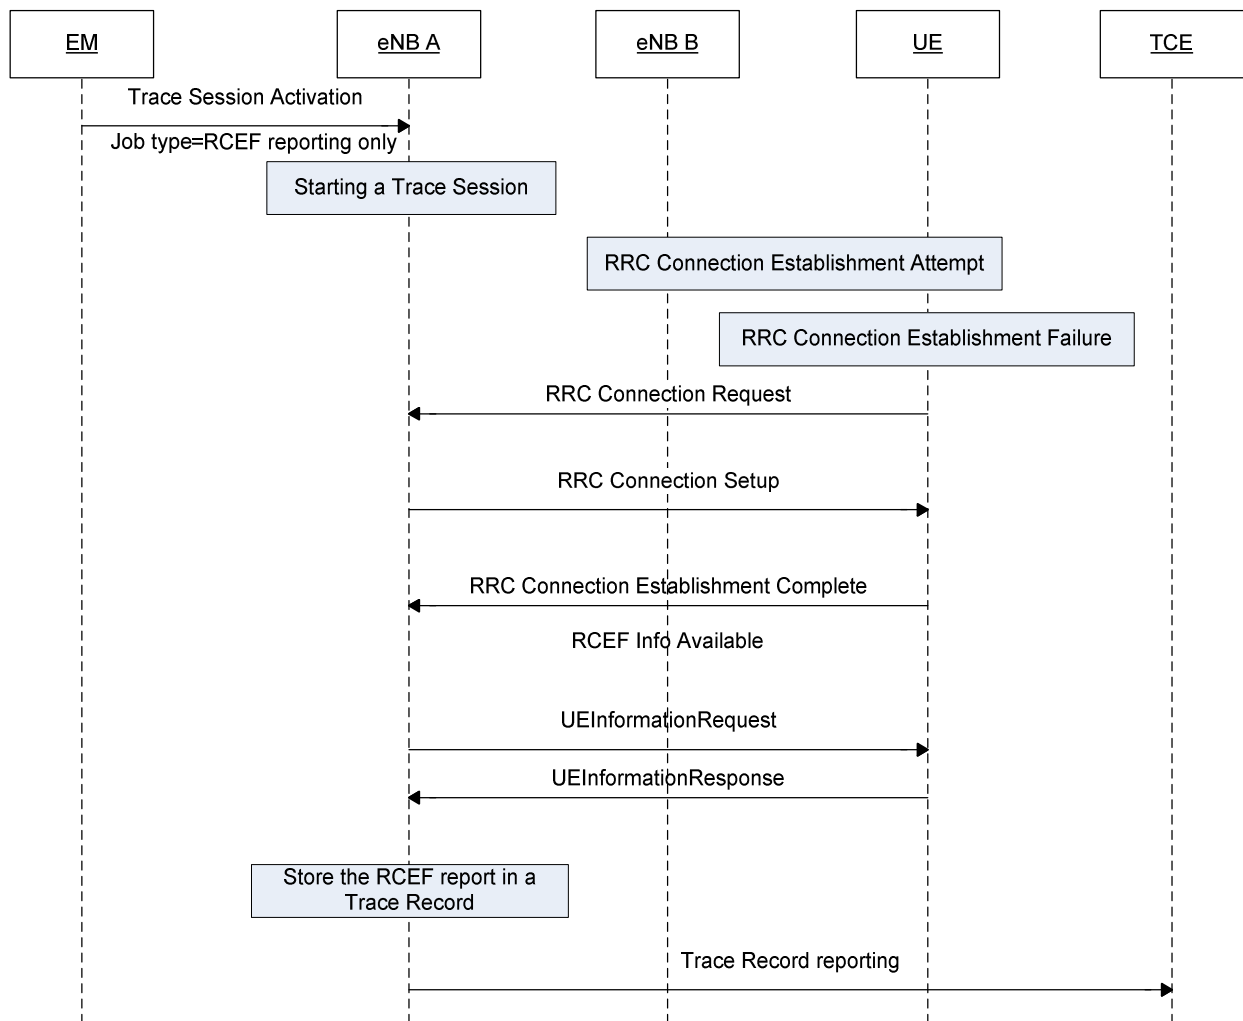 EM
eNB A
eNB B
UE
TCE
Trace Session Activation
Job type=RCEF reporting only
Starting a Trace Session
RRC Connection Establishment Attempt
RRC Connection Establishment Failure
RRC Connection Request
RRC Connection Setup
RRC Connection Establishment Complete
RCEF Info Available
UEInformationRequest
UEInformationResponse
Store the RCEF report in a
Trace Record
Trace Record reporting